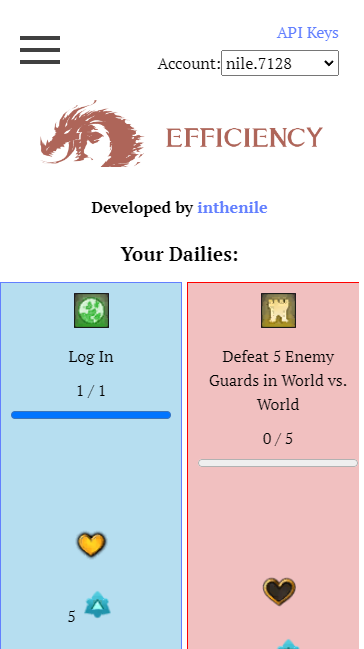 API Keys
Account: nile.7128
EFFICIENCY
Developed by inthenile
Your Dailies:
Log In
1 / 1
5
Defeat 5 Enemy
Guards in World vs.
World
0 / 5